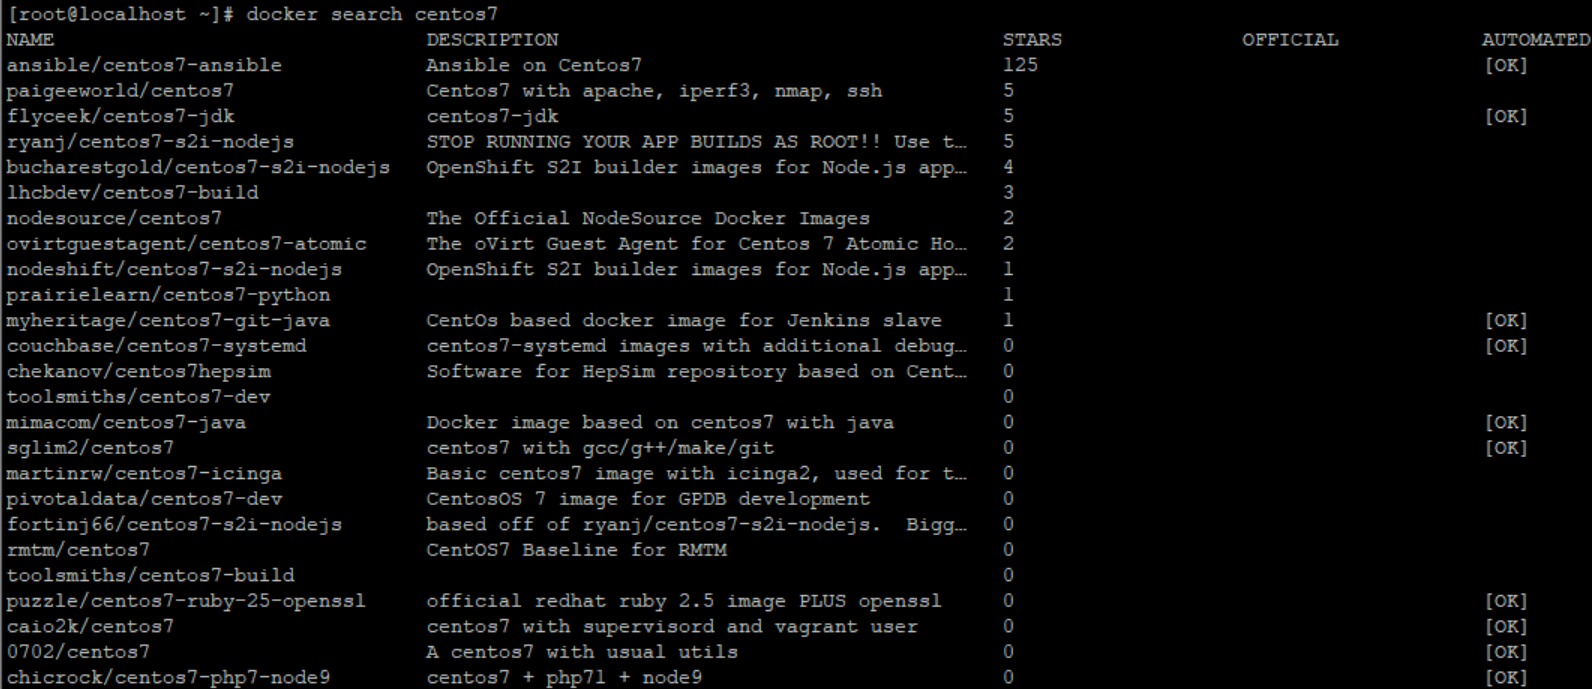 [root@localhost ~]# docker search centos7
NAME DESCRIPTION STARS OFFICIAL AUTOMATED
ansible/centos7-ansible Ansible on Centos7 125 [OK]
paigeeworld/centos7 Centos7 with apache, iperf3, nmap, ssh 5
flyceek/centos7-jdk centos7-jdk 5 [OK]
ryanj/centos7-s2i-nodejs STOP RUNNING YOUR APP BUILDS AS ROOT!! Use t… 5
bucharestgold/centos7-s2i-nodejs OpenShift S2I builder images for Node.js app… 4
lhcbdev/centos7-build 3
nodesource/centos7 The Official NodeSource Docker Images 2
ovirtguestagent/centos7-atomic The oVirt Guest Agent for Centos 7 Atomic Ho… 2
nodeshift/centos7-s2i-nodejs OpenShift S2I builder images for Node.js app… 1
prairielearn/centos7-python 1
myheritage/centos7-git-java CentOs based docker image for Jenkins slave 1 [OK]
couchbase/centos7-systemd centos7-systemd images with additional debug… 0 [OK]
chekanov/centos7hepsim Software for HepSim repository based on Cent… 0
toolsmiths/centos7-dev 0
mimacom/centos7-java Docker image based on centos7 with java 0 [OK]
sglim2/centos7 centos7 with gcc/g++/make/git 0 [OK]
martinrw/centos7-icinga Basic centos7 image with icinga2, used for t… 0
pivotaldata/centos7-dev CentosOS 7 image for GPDB development 0
fortinj66/centos7-s2i-nodejs based off of ryanj/centos7-s2i-nodejs.  Bigg… 0
rmtm/centos7 CentOS7 Baseline for RMTM 0
toolsmiths/centos7-build 0
puzzle/centos7-ruby-25-openssl official redhat ruby 2.5 image PLUS openssl 0 [OK]
caio2k/centos7 centos7 with supervisord and vagrant user 0 [OK]
0702/centos7 A centos7 with usual utils 0 [OK]
chicrock/centos7-php7-node9 centos7 + php71 + node9 0 [OK]